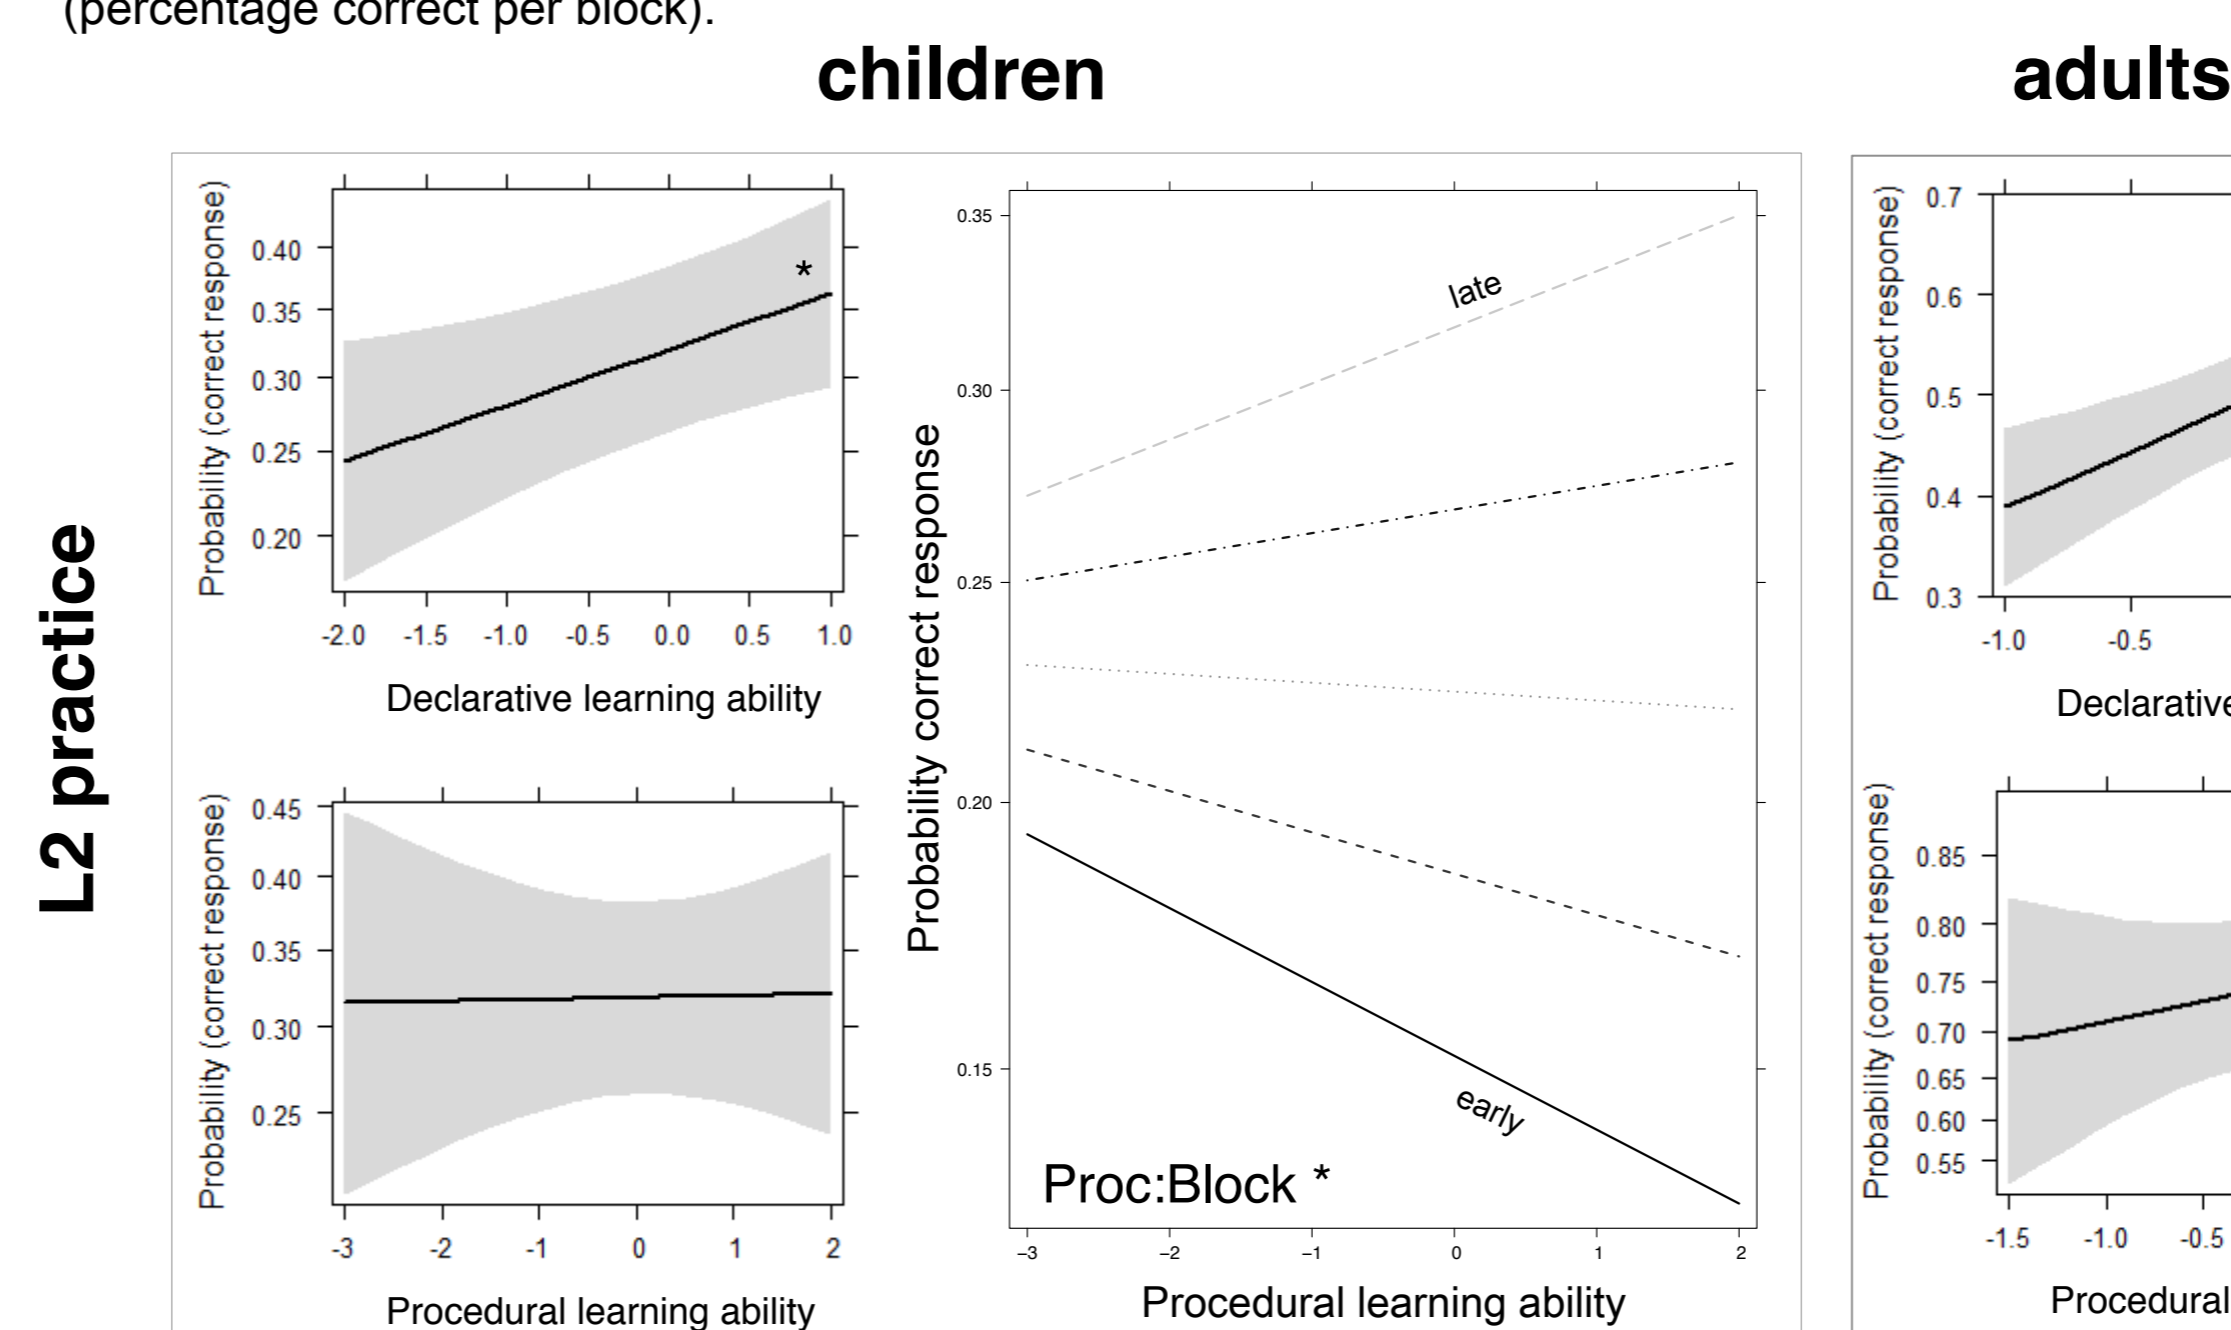 (percentage correct per block).
children
adults
L2 practice
Probability (correct response)
0.40
0.35
0.30
0.25
0.20
*
-2.0 -1.5 -1.0 -0.5 0.0 0.5 1.0
Declarative learning ability
Probability (correct response)
0.45
0.40
0.35
0.30
0.25
-3 -2 -1 0 1 2
Procedural learning ability
Probability correct response
0.35
0.30
0.25
0.20
0.15
late
early
Proc:Block *
−3 −2 −1 0 1 2
Procedural learning ability
Probability (correct response)
0.7
0.6
0.5
0.4
0.3
-1.0 -0.5
Declarative
Probability (correct response)
0.85
0.80
0.75
0.70
0.65
0.60
0.55
-1.5 -1.0 -0.5
Procedural